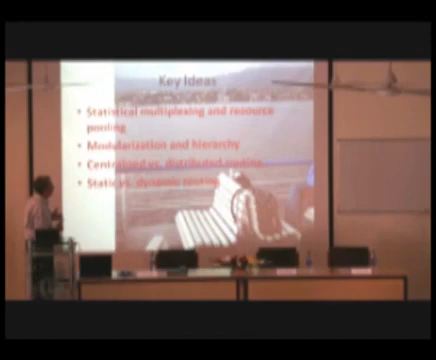 Key Ideas
• Statistical multiplexing and resource
pooling
• Modularization and hierarchy
• Centralized vs. distributed routing
• Static vs. dynamic routing